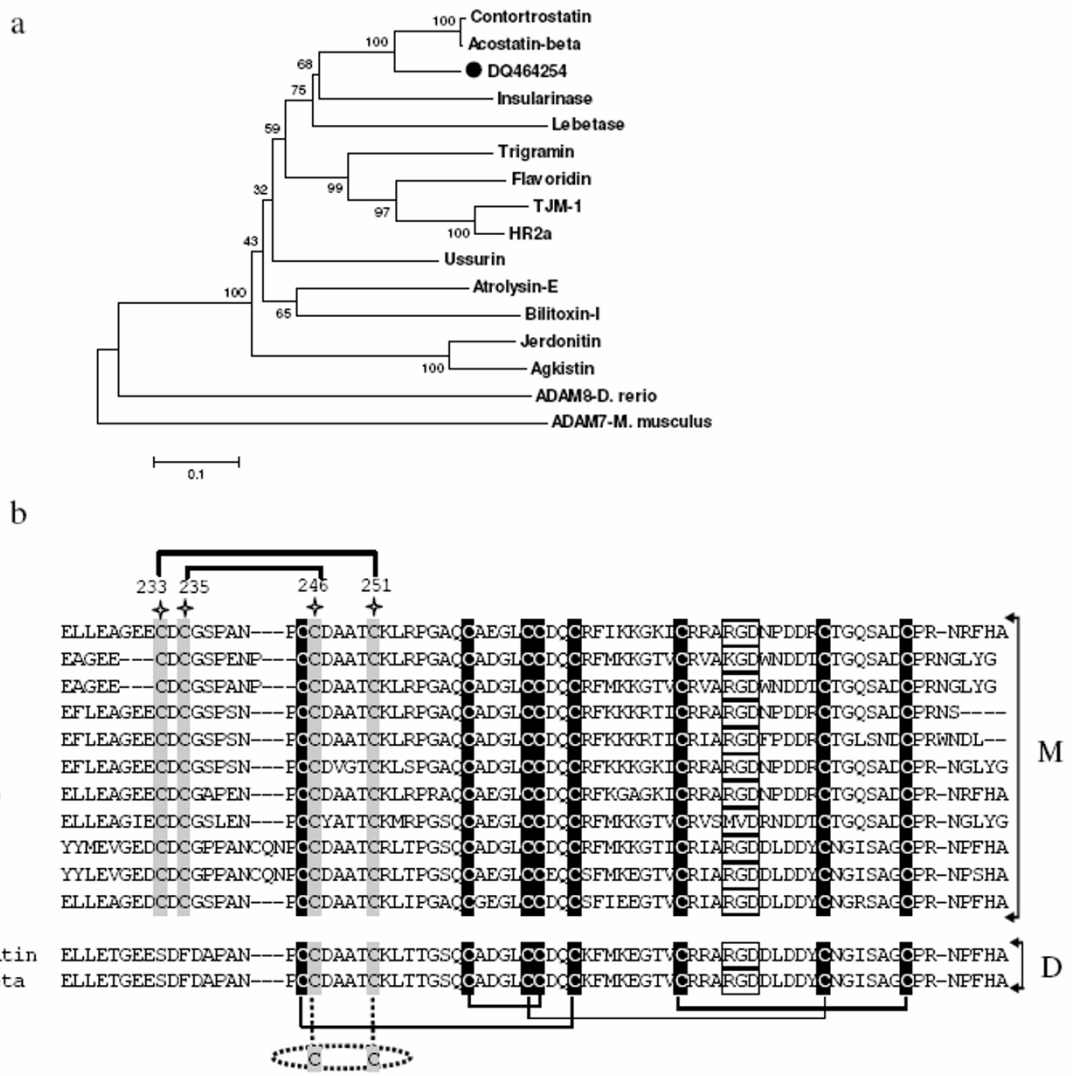 a
100 Contortrostatin
100 Acostatin-beta
DQ464254
68
75 Insularinase
Lebetase
59
Trigramin
99 Flavoridin
32
97 TJM-1
100 HR2a
43
Ussurin
100 Atrolysin-E
65 Bilitoxin-I
Jerdonitin
100 Agkistin
ADAM8-D. rerio
ADAM7-M. musculus
0.1
b
233 235 246 251
ELLEAGEECDCGSPAN---PCCDAATCKLRPGAQCAEGLCCDQCRFIKKGKICRRARGDNPDDRCTGQSADCPR-NRFHA
EAGEE---CDCGSPENP---CCDAATCKLRPGAQCADGLCCDQCRFMKKGTVCRVAKGDWNDDTCTGQSADCPRNGLYG
EAGEE---CDCGSPANP---CCDAATCKLRPGAQCADGLCCDQCRFMKKGTVCRVARGDWNDDTCTGQSADCPRNGLYG
EFLEAGEECDCGSPSN---PCCDAATCKLRPGAQCADGLCCDQCRFKKKRTICRRARGDNPDDRCTGQSADCPRNS----
EFLEAGEECDCGSPSN---PCCDAATCKLRPGAQCADGLCCDQCRFKKKRTICRIARGDFPDDRCTGLSNDCPRWNDL--
EFLEAGEECDCGSPSN---PCCDVGTCKLSPGAQCADGLCCDQCRFKKKGKICRRARGDNPDDRCTGQSADCPR-NGLYG
ELLEAGEECDCGAPEN---PCCDAATCKLRPRAQCAEGLCCDQCRFKGAGKICRRARGDNPDDRCTGQSADCPR-NRFHA
ELLEAGIECDCGSLEN---PCCYATTCKMRPGSQCAEGLCCDQCRFMKKGTVCRVSMVDRNDDTCTGQSADCPR-NGLYG
YYMEVGEDCDCGPPANCQNPCCDAATCKLTPGSQCADGLCCDQCRFMKKGTICRIARGDDLDDYCNGISAGCPR-NPFHA
YYLEVGEDCDCGPPANCQNPCCDAATCRLTPGSQCADGLCCEQCSFMKEGTVCRIARGDDLDDYCNGISAGCPR-NPSHA
ELLEAGEDCDCGSPAN---PCCDAATCKLIPGAQCGEGLCCDQCSFIEEGTVCRIARGDDLDDYCNGRSAGCPR-NPFHA
M
tin ELLETGEESDFDAPAN---PCCDAATCKLTTGSQCADGLCCDQCKFMKEGTVCRRARGDDLDDYCNGISAGCPR-NPFHA
ta ELLETGEESDFDAPAN---PCCDAATCKLTTGSQCADGLCCDQCKFMKEGTVCRRARGDDLDDYCNGISAGCPR-NPFHA
D
C C